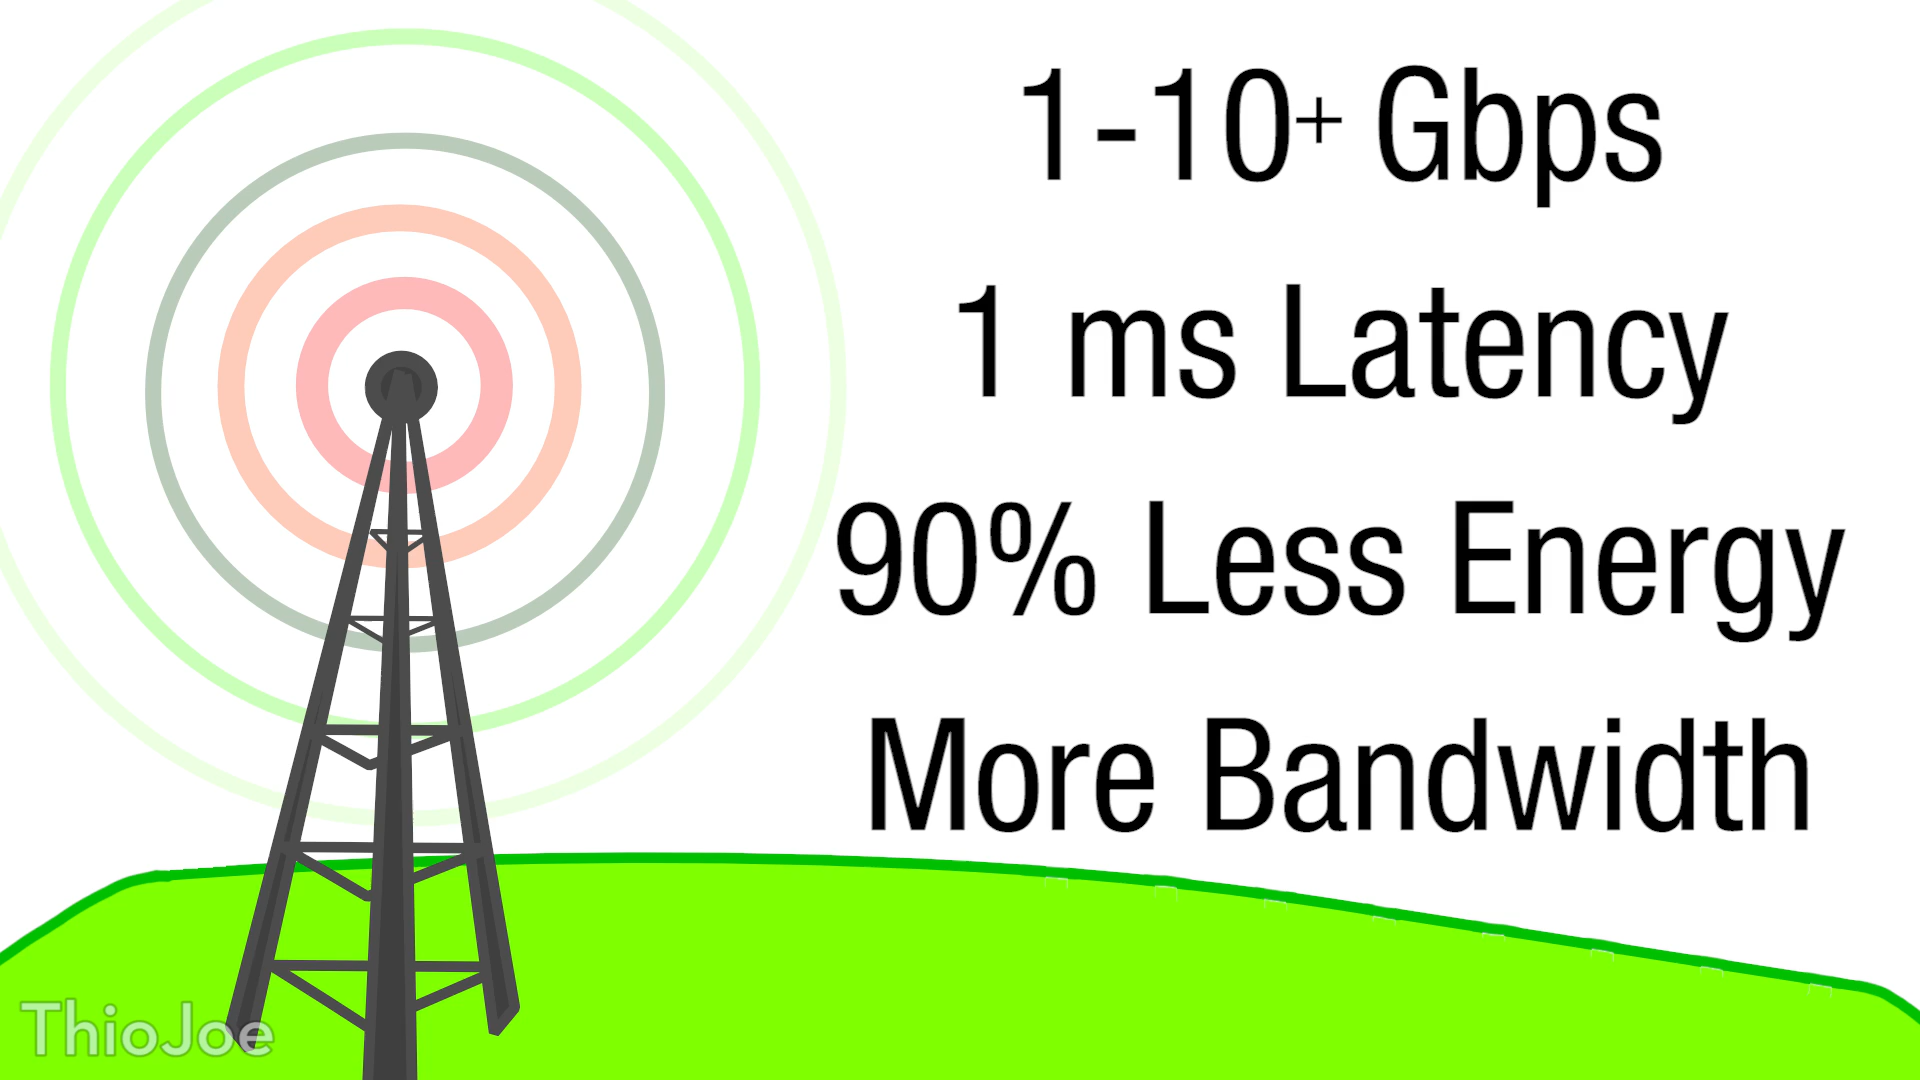 1-10+ Gbps
1 ms Latency
90% Less Energy
More Bandwidth
ThioJoe